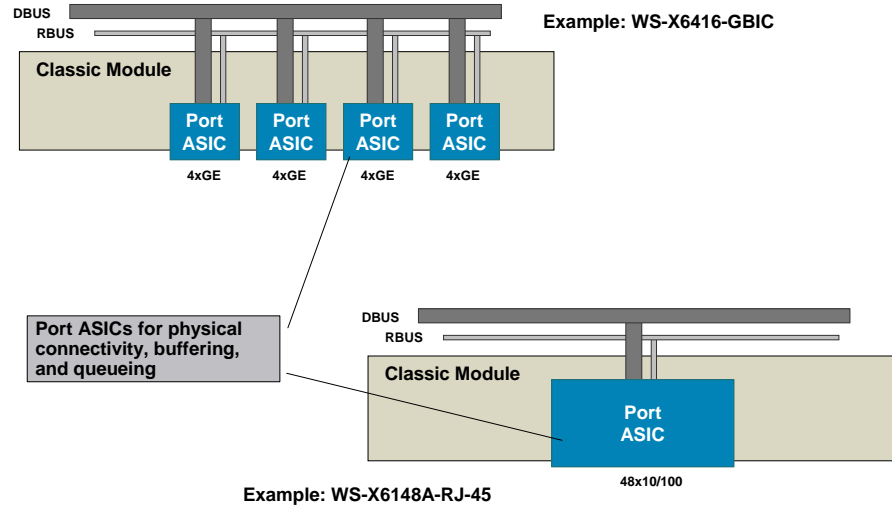 DBUS
RBUS
Example: WS-X6416-GBIC
Classic Module
Port
ASIC
Port
ASIC
Port
ASIC
Port
ASIC
4xGE
4xGE
4xGE
4xGE
Port ASICs for physical
connectivity, buffering,
and queueing
DBUS
RBUS
Classic Module
Port
ASIC
48x10/100
Example: WS-X6148A-RJ-45